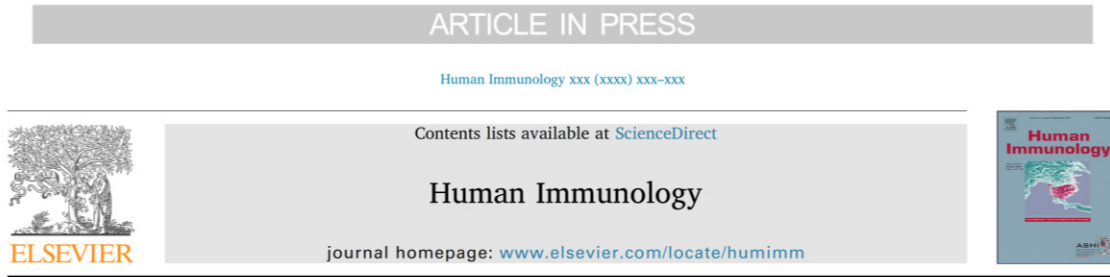 ARTICLE IN PRESS
Human Immunology xxx (xxxx) xxx–xxx
Contents lists available at ScienceDirect
Human Immunology
journal homepage: www.elsevier.com/locate/humimm
ELSEVIER
Human
Immunology
ASHI